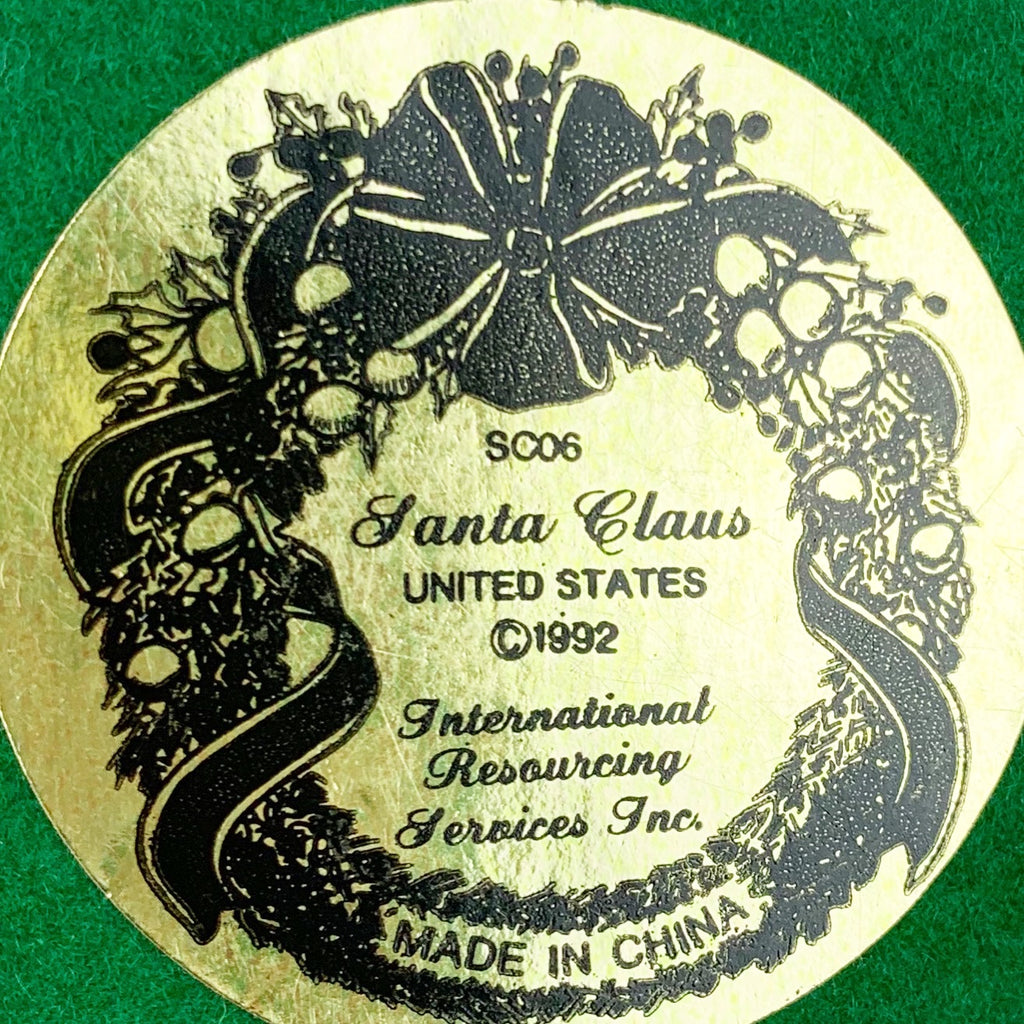 SC06
Santa Claus
UNITED STATES
©1992
International
Resourcing
Services Inc.
MADE IN CHINA